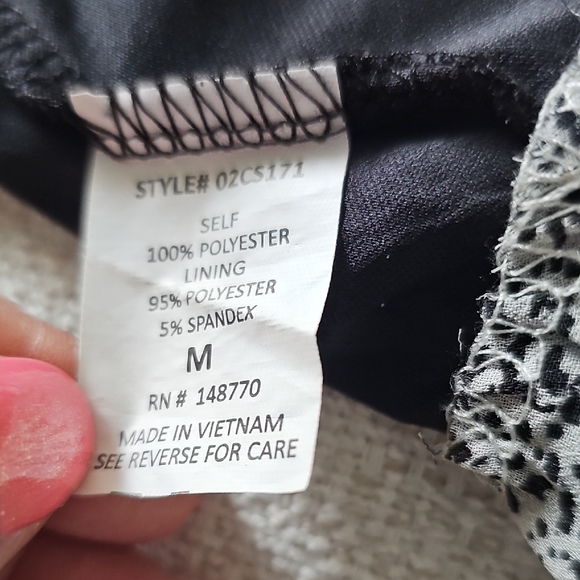 STYLE# 02CS171
SELF
100% POLYESTER
LINING
95% POLYESTER
5% SPANDEX
M
RN# 148770
MADE IN VIETNAM
SEE REVERSE FOR CARE